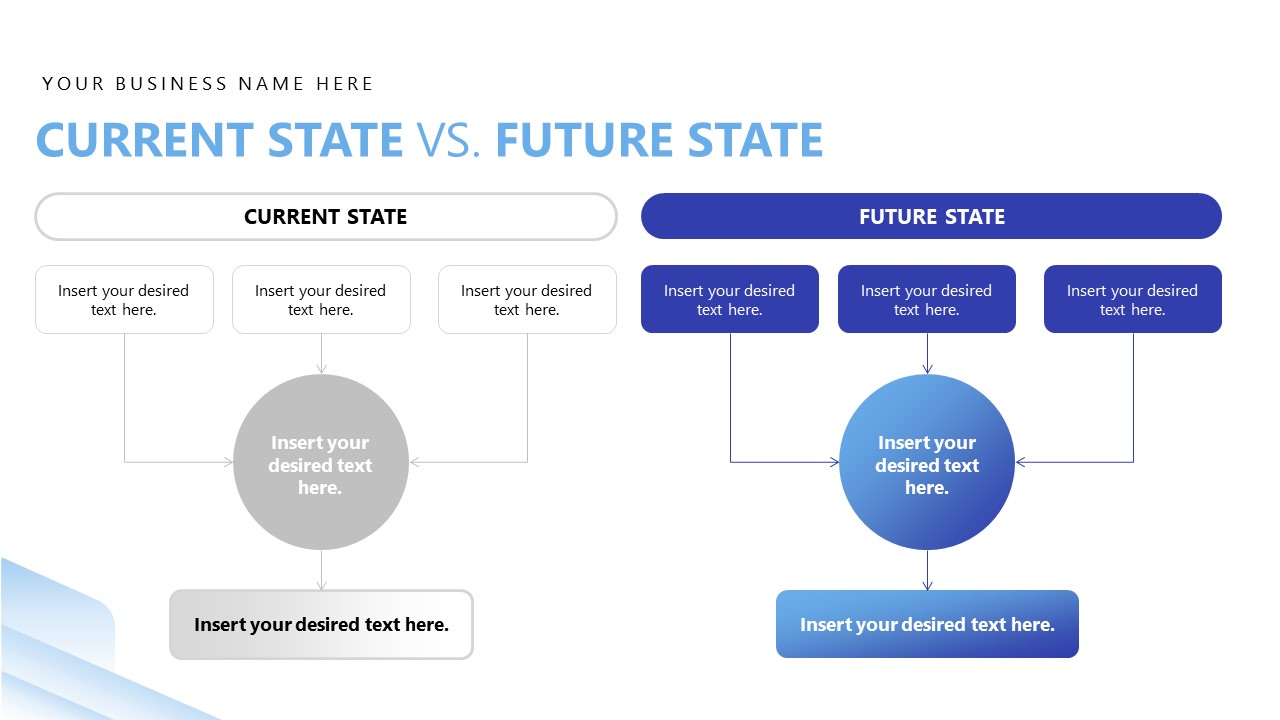 YOUR BUSINESS NAME HERE
CURRENT STATE VS. FUTURE STATE
CURRENT STATE
Insert your desired
text here.
Insert your desired
text here.
Insert your desired
text here.
Insert your
desired text
here.
Insert your desired text here.
FUTURE STATE
Insert your desired
text here.
Insert your desired
text here.
Insert your desired
text here.
Insert your
desired text
here.
Insert your desired text here.